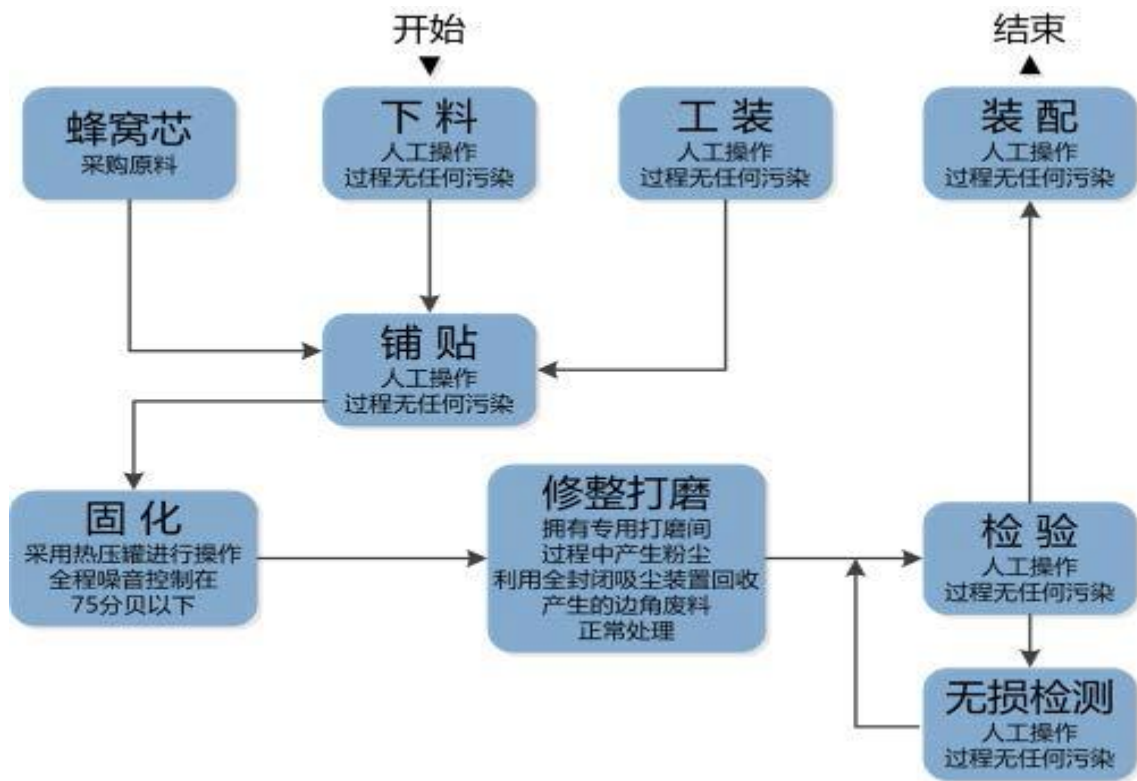 开始
结束
▼
▲
蜂窝芯
采购原料
下 料
人工操作
过程无任何污染
工 装
人工操作
过程无任何污染
装 配
人工操作
过程无任何污染
铺 贴
人工操作
过程无任何污染
固 化
采用热压罐进行操作
全程噪音控制在
75分贝以下
修整打磨
拥有专用打磨间
过程中产生粉尘
利用全封闭吸尘装置回收
产生的边角废料
正常处理
检 验
人工操作
过程无任何污染
无损检测
人工操作
过程无任何污染